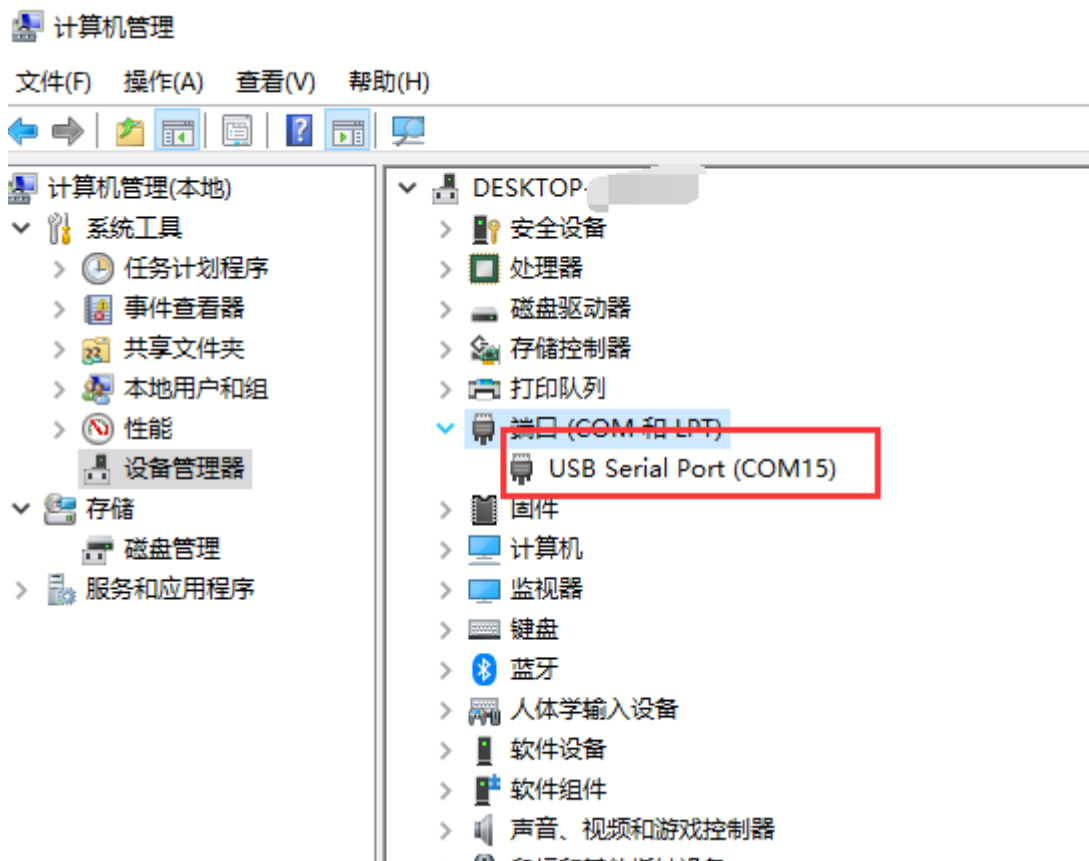 计算机管理
文件(F) 操作(A) 查看(V) 帮助(H)
计算机管理(本地)
系统工具
任务计划程序
事件查看器
共享文件夹
本地用户和组
性能
设备管理器
存储
磁盘管理
服务和应用程序
DESKTOP-
安全设备
处理器
磁盘驱动器
存储控制器
打印队列
端口 (COM 和 LPT)
USB Serial Port (COM15)
固件
计算机
监视器
键盘
蓝牙
人体学输入设备
软件设备
软件组件
声音、视频和游戏控制器